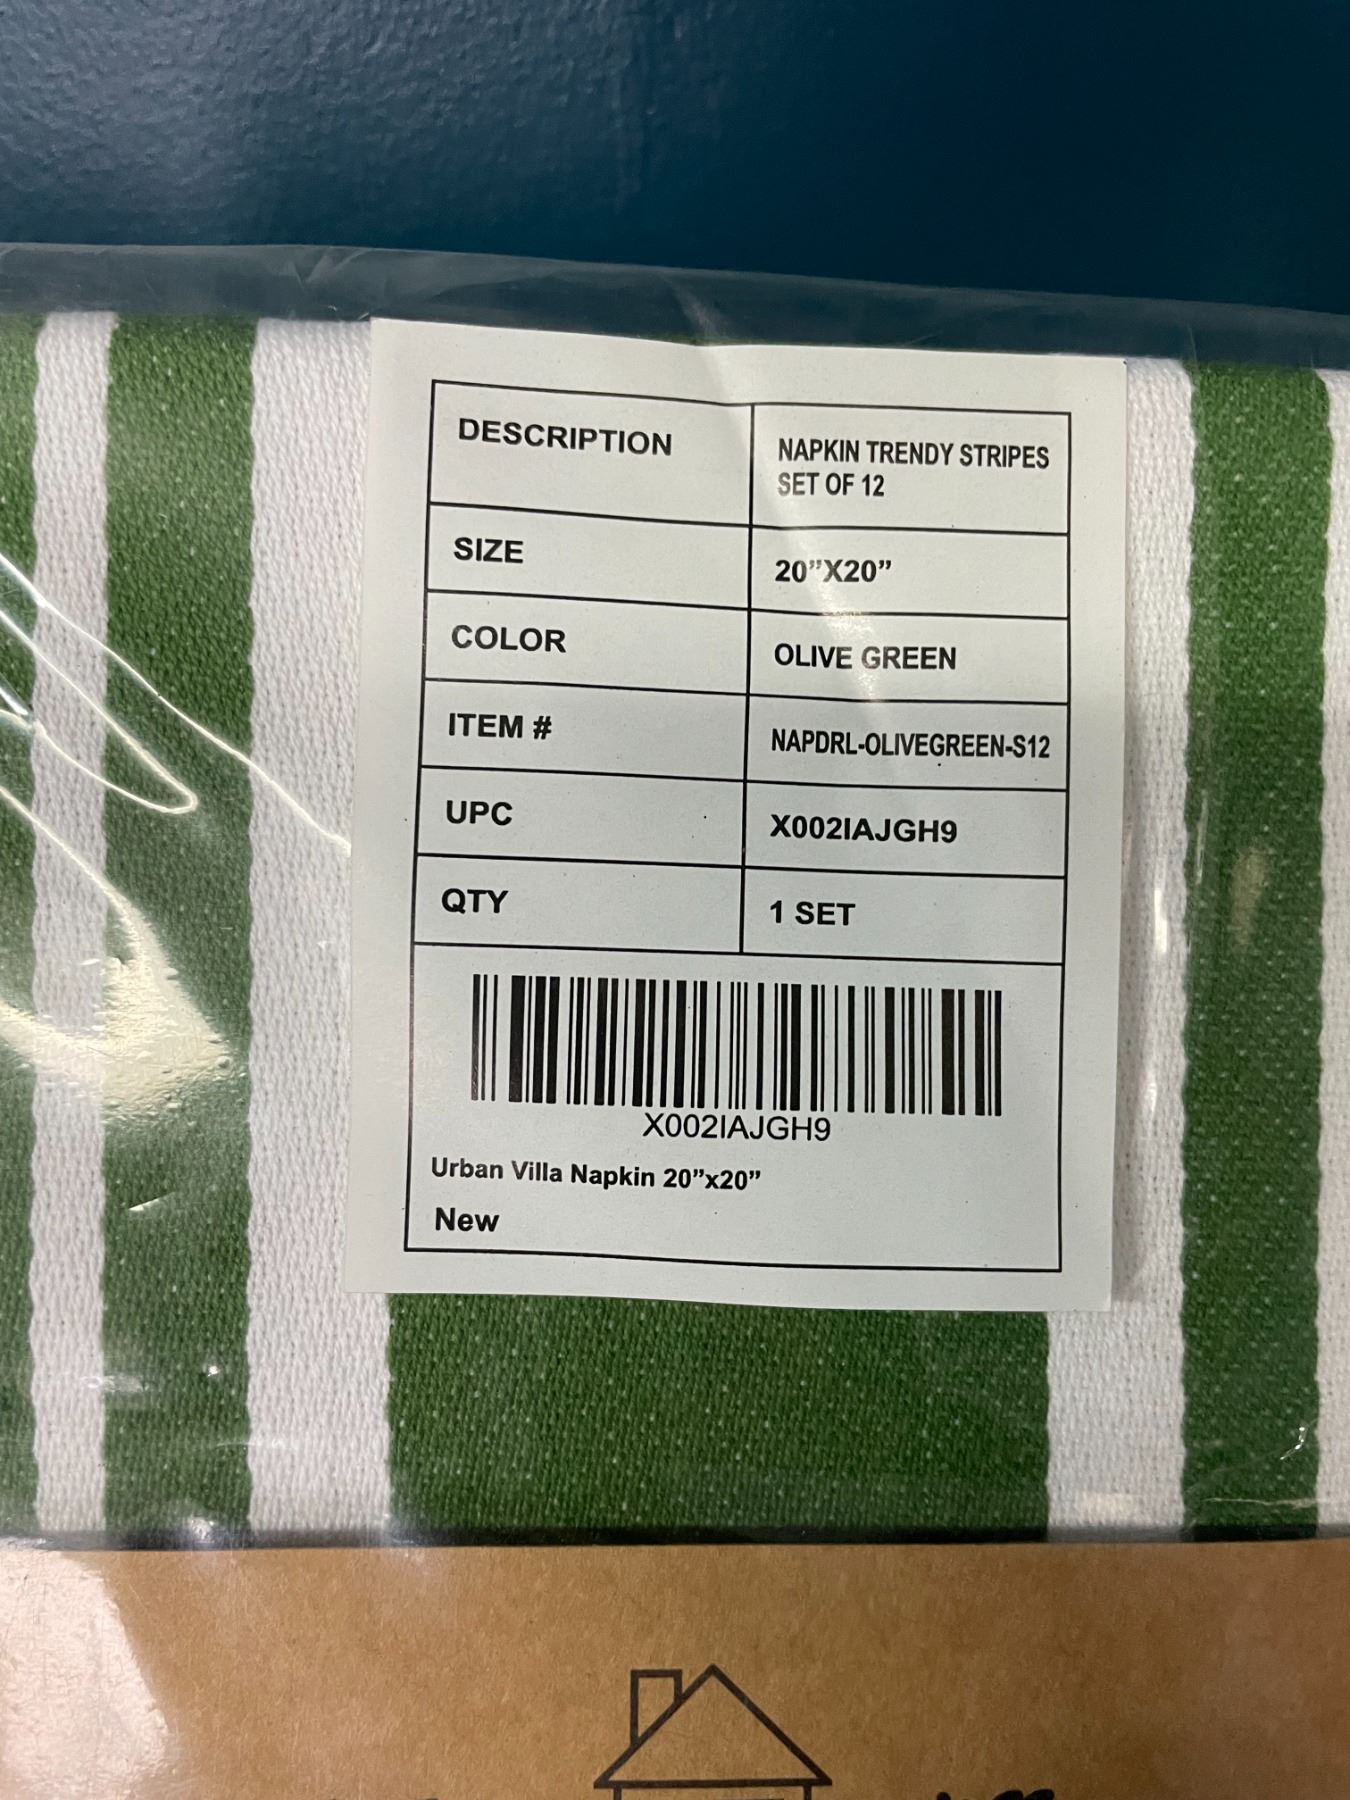 DESCRIPTION
NAPKIN TRENDY STRIPES
SET OF 12
SIZE
20”X20”
COLOR
OLIVE GREEN
ITEM #
NAPDRL-OLIVEGREEN-S12
UPC
X002IAJGH9
QTY
1 SET
X002IAJGH9
Urban Villa Napkin 20”x20”
New